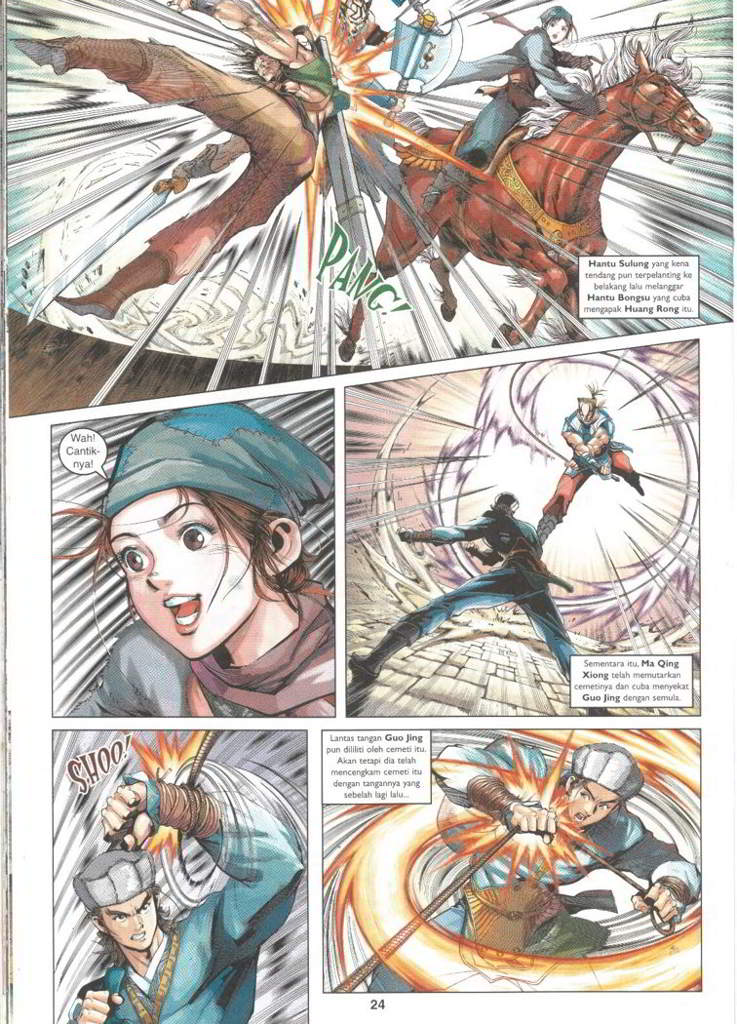 PANG!
Hantu Sulung yang kena
tendang pun terpelanting ke
belakang lalu melanggar
Hantu Bongsu yang cuba
mengapak Huang Rong itu.
Wah!
Cantik-
nya!
Sementara itu, Ma Qing
Xiong telah memutarkan
cemetinya dan cuba menyekat
Guo Jing dengan semula.
SHOO!
Lantas tangan Guo Jing
pun dililiti oleh cemeti itu.
Akan tetapi dia telah
mencengkam cemeti itu
dengan tangannya yang
sebelah lagi lalu...
24